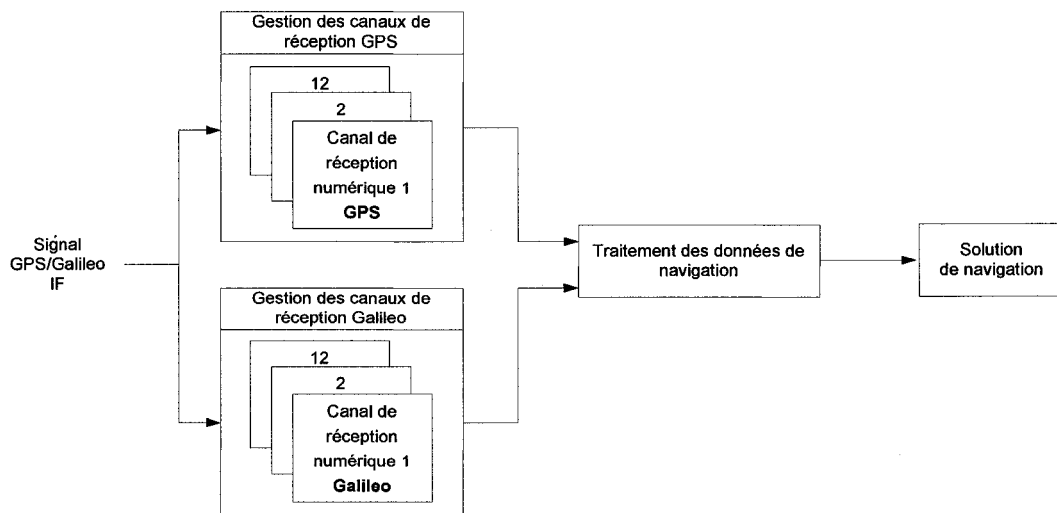 Gestion des canaux de
réception GPS
12
2
Canal de
réception
numérique 1
GPS
Signal
GPS/Galileo
IF
Traitement des données de
navigation
Solution
de navigation
Gestion des canaux de
réception Galileo
12
2
Canal de
réception
numérique 1
Galileo